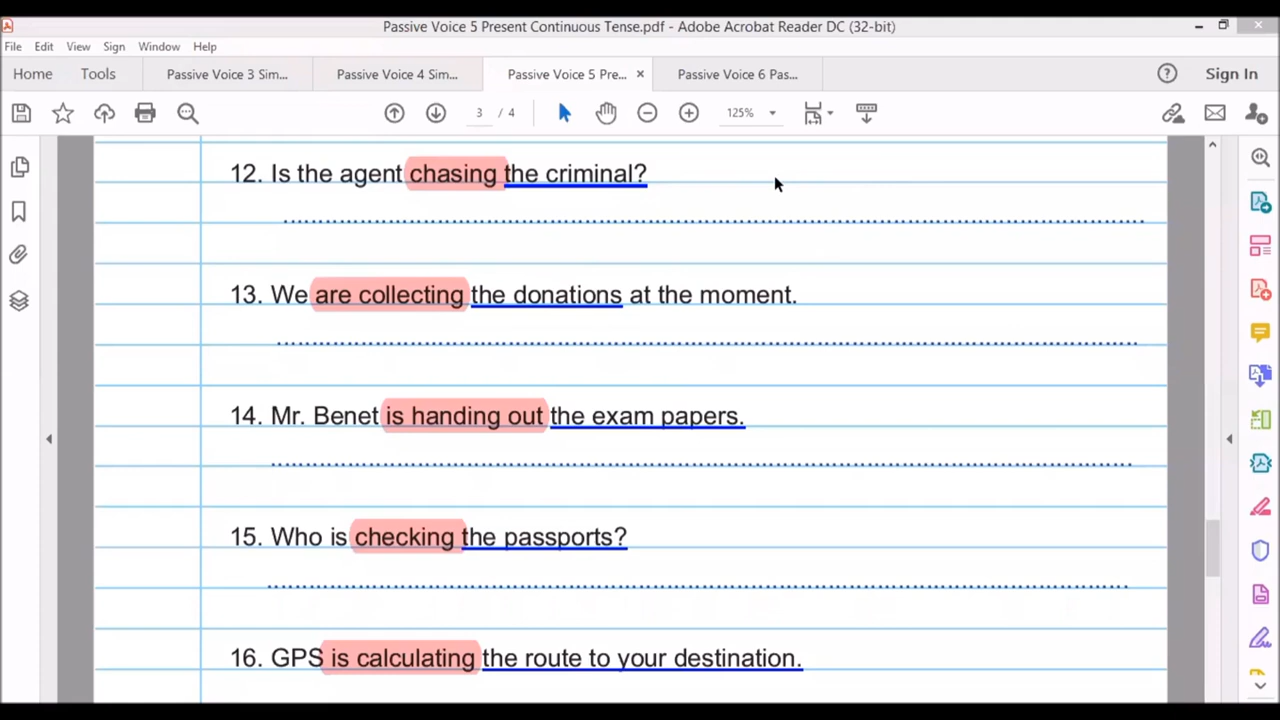 Passive Voice 5 Present Continuous Tense.pdf - Adobe Acrobat Reader DC (32-bit)
File Edit View Sign Window Help
Home Tools Passive Voice 3 Sim... Passive Voice 4 Sim... Passive Voice 5 Pre... × Passive Voice 6 Pas... Sign In
3 / 4 125%
12. Is the agent chasing the criminal?
13. We are collecting the donations at the moment.
14. Mr. Benet is handing out the exam papers.
15. Who is checking the passports?
16. GPS is calculating the route to your destination.